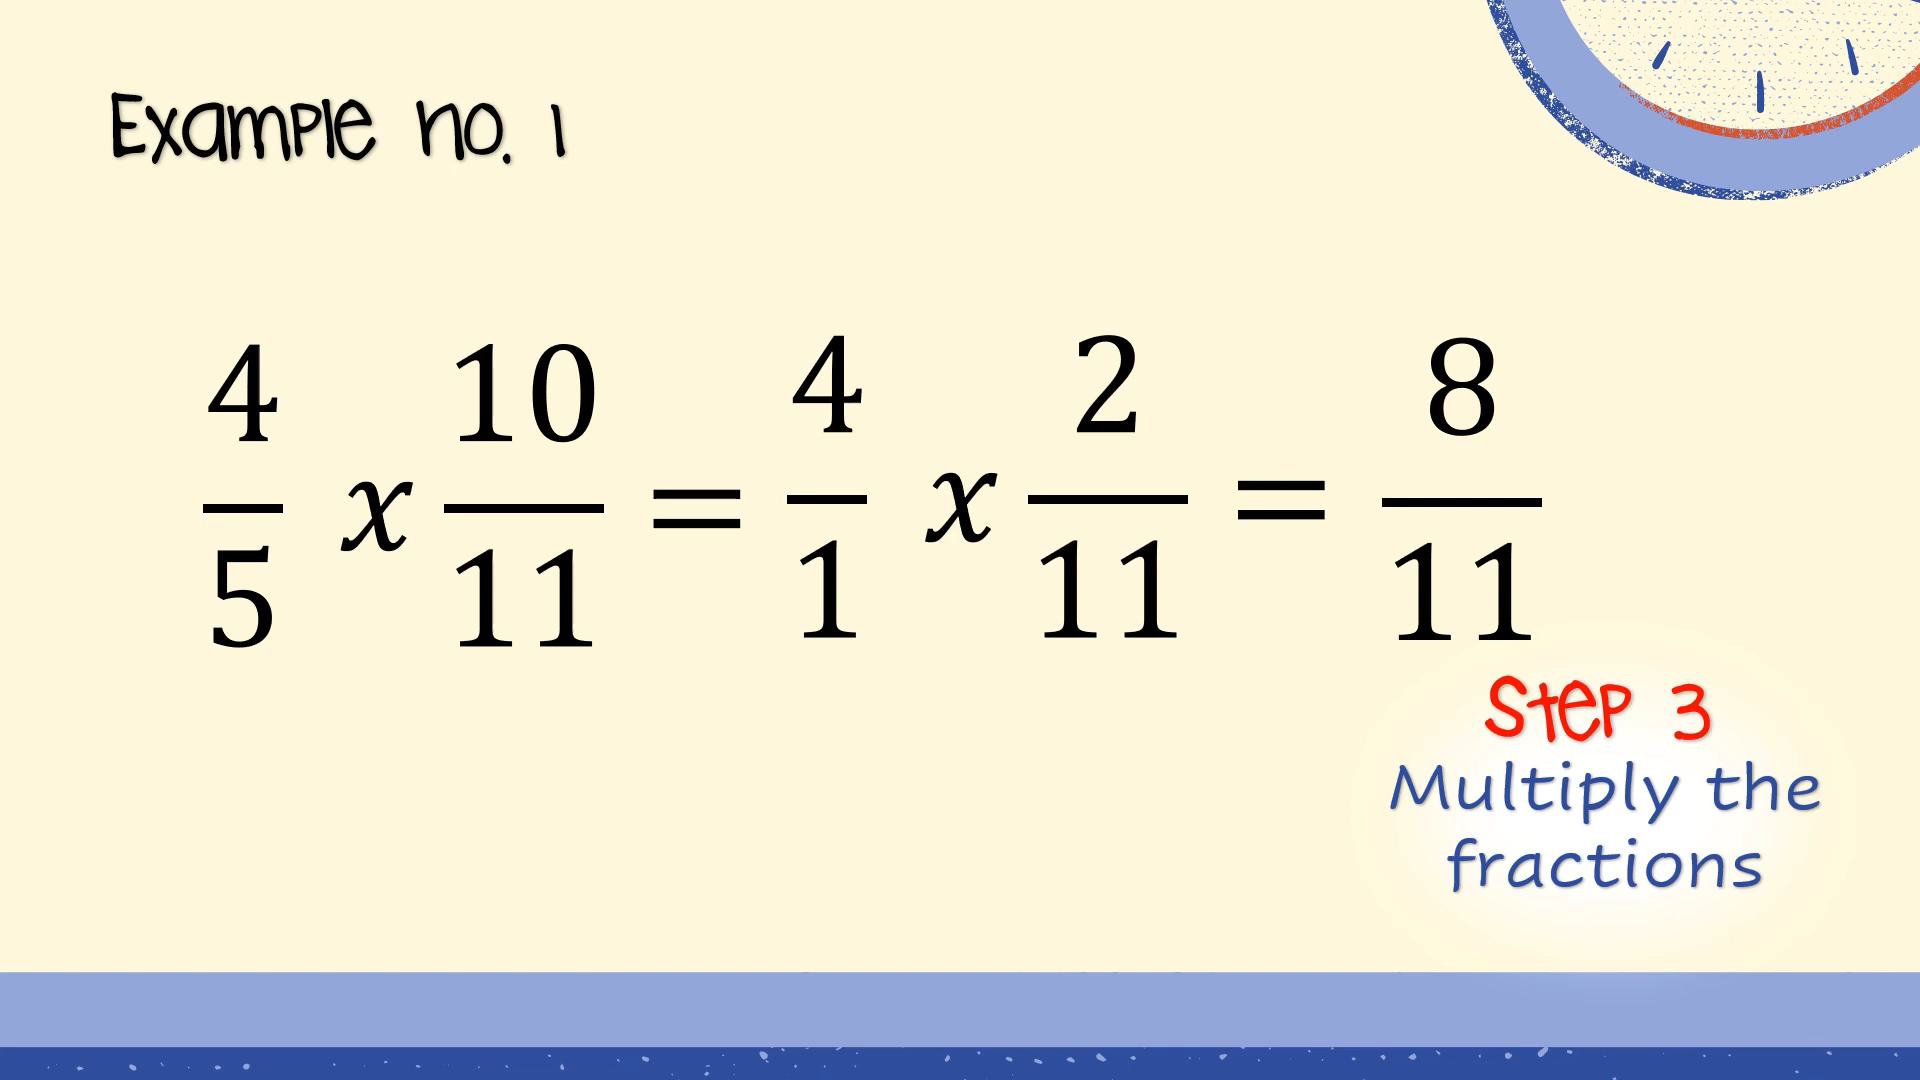 Example no. 1
4/5 x 10/11 = 4/1 x 2/11 = 8/11
Step 3
Multiply the
fractions